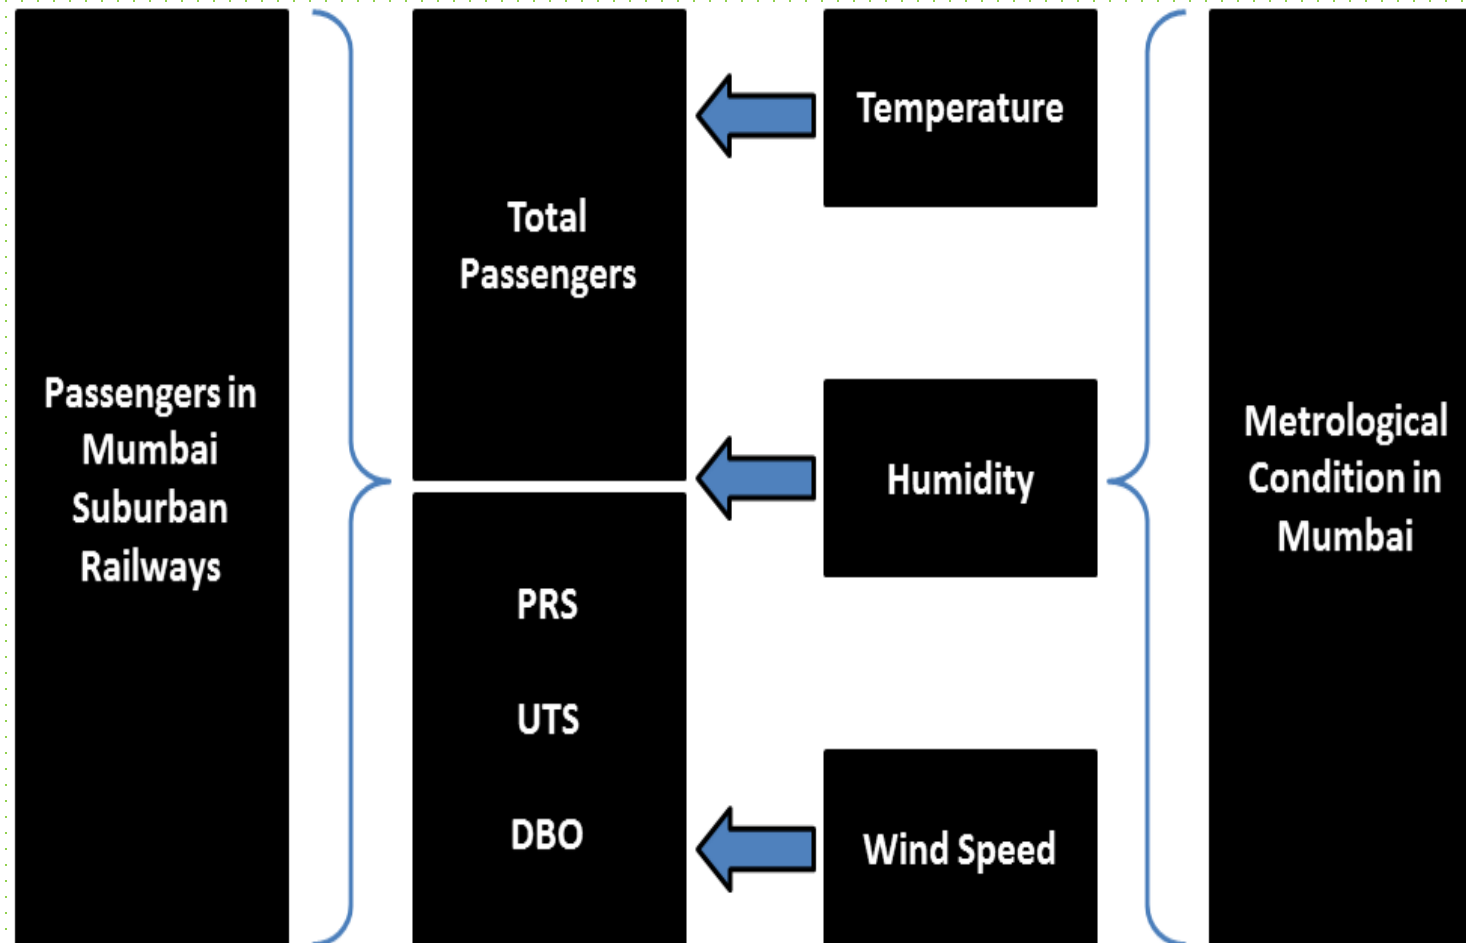 Passengers in
Mumbai
Suburban
Railways
Total
Passengers
PRS
UTS
DBO
Temperature
Humidity
Wind Speed
Metrological
Condition in
Mumbai